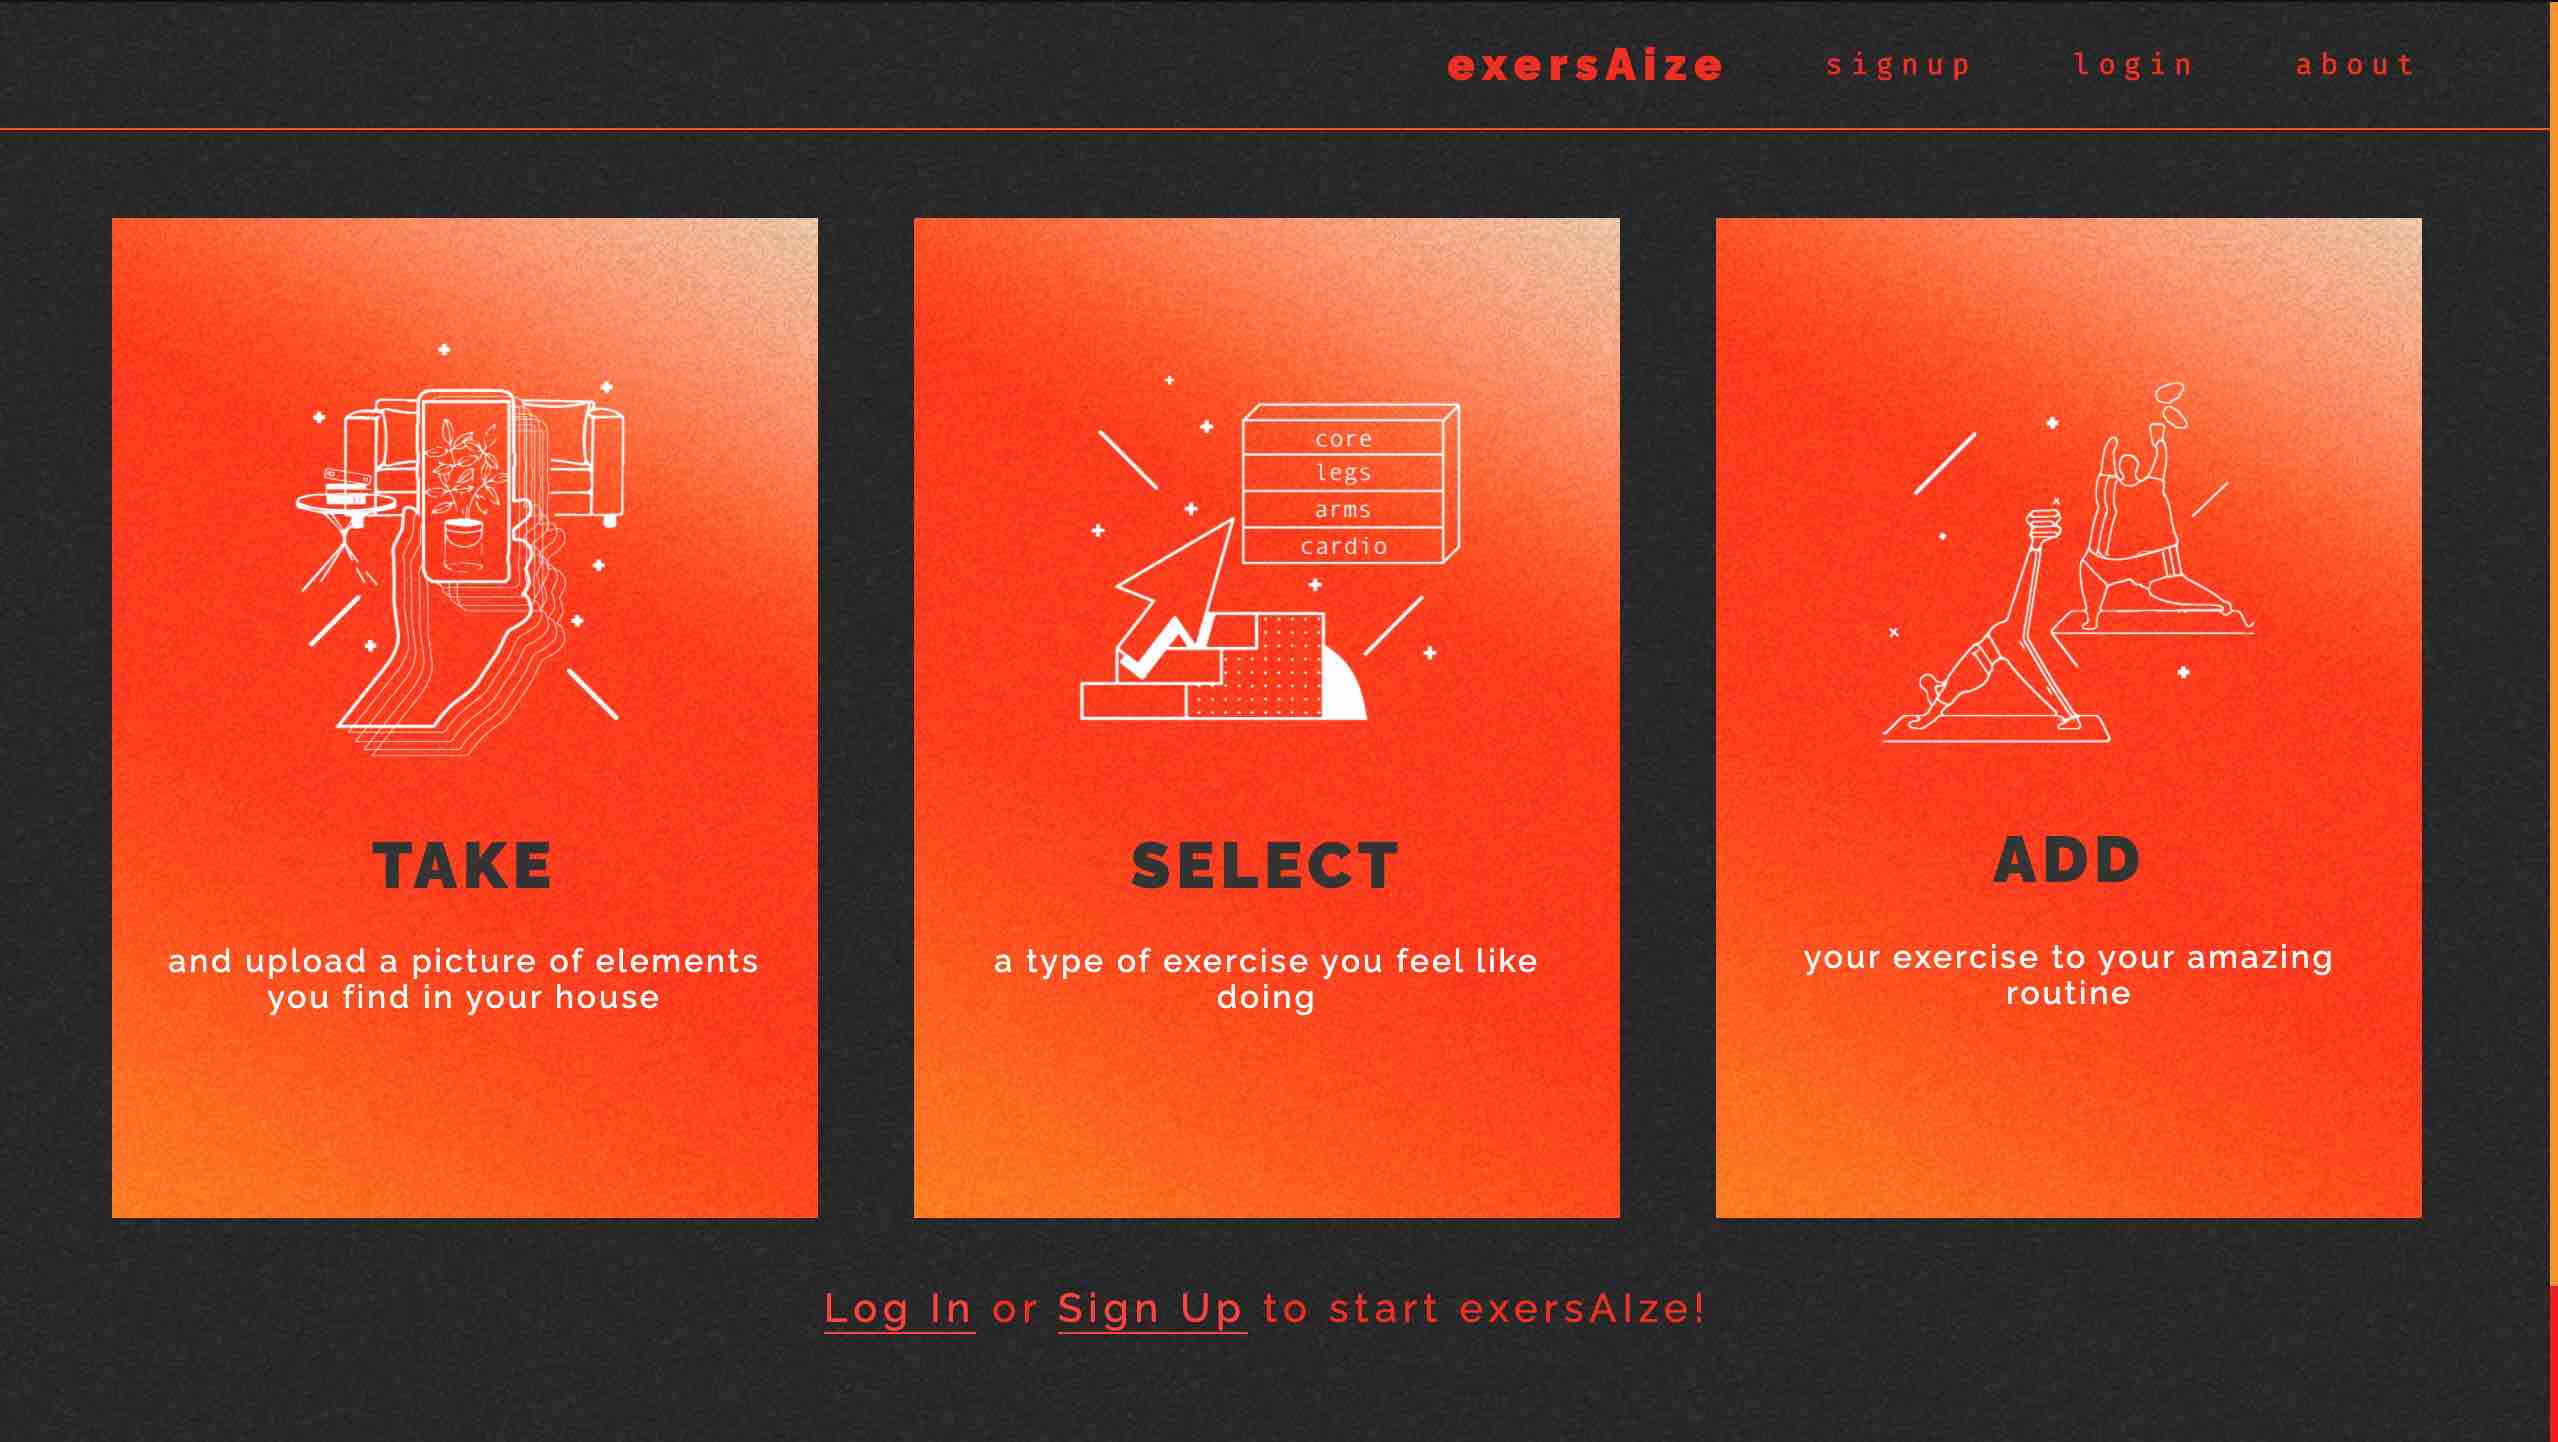 exersAize signup login about
core
legs
arms
cardio
TAKE
and upload a picture of elements
you find in your house
SELECT
a type of exercise you feel like
doing
ADD
your exercise to your amazing
routine
Log In or Sign Up to start exersAIze!